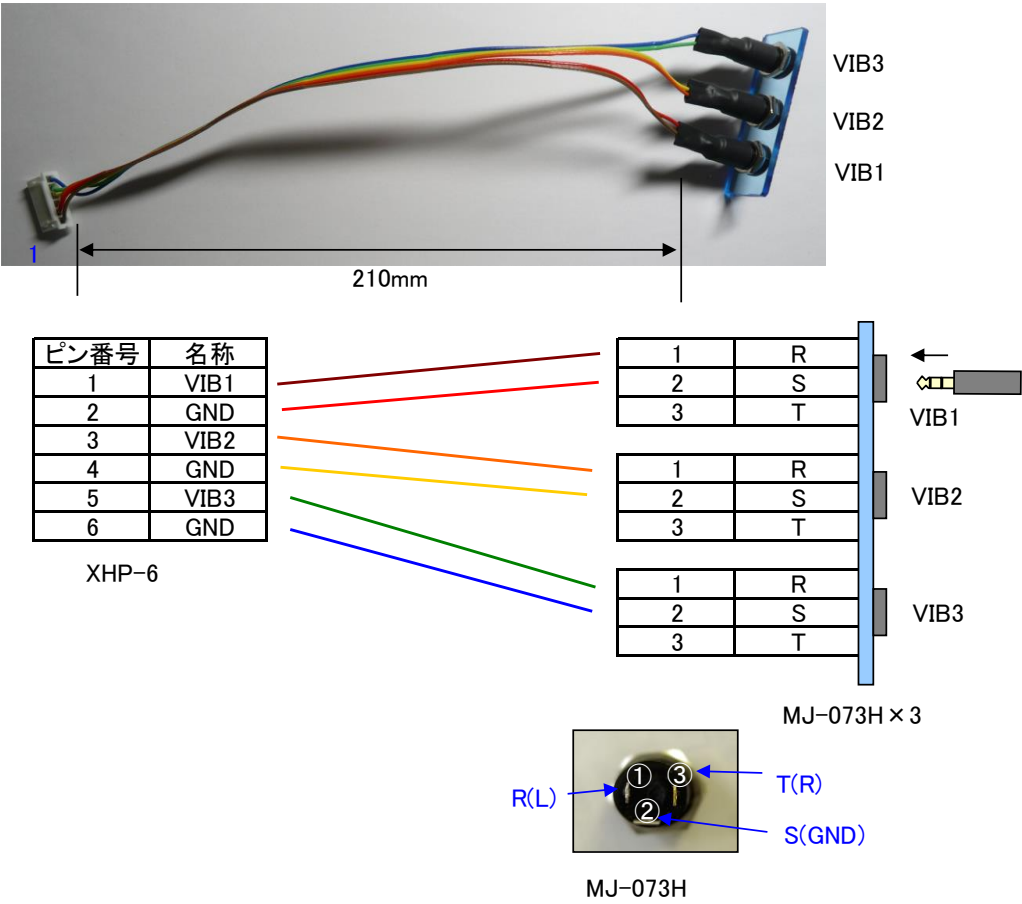 VIB3
VIB2
VIB1
1
210mm
ピン番号 名称
1 VIB1
2 GND
3 VIB2
4 GND
5 VIB3
6 GND
XHP-6
1 R
2 S
3 T
VIB1
1 R
2 S
3 T
VIB2
1 R
2 S
3 T
VIB3
MJ-073H×3
① ③
②
R(L)
T(R)
S(GND)
MJ-073H